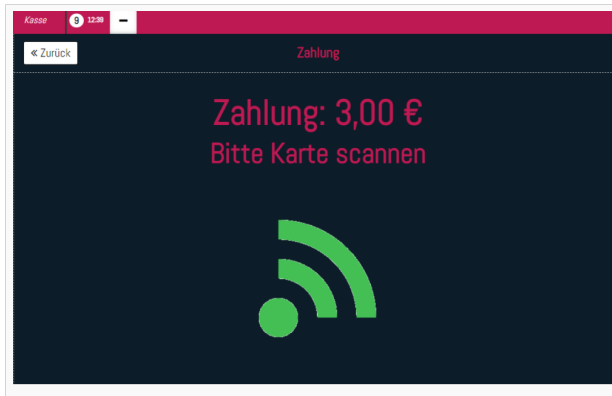 Kasse 9 12:39 −
« Zurück
Zahlung
Zahlung: 3,00 €
Bitte Karte scannen